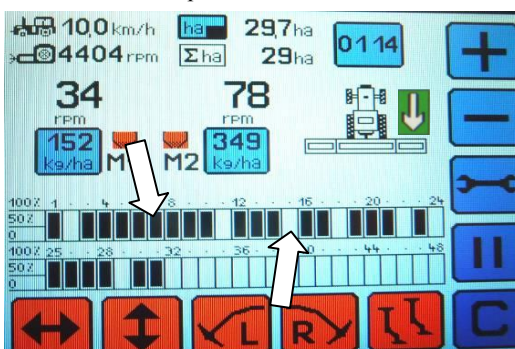 10,0 km/h ha 29,7 ha
4404 rpm Σha 29 ha 0114
34 78
rpm rpm
152 kg/ha M M2 349 kg/ha
100% 1 4 8 12 16 20 24
50%
0
100% 25 28 32 36 40 44 48
50%
0
L R C